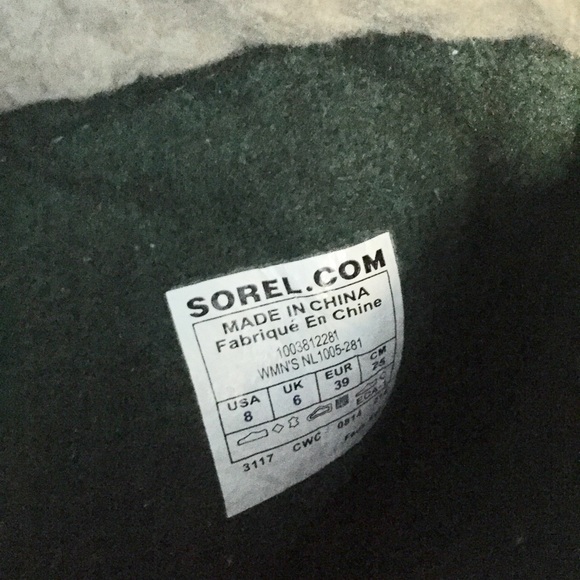 SOREL.COM
MADE IN CHINA
Fabriqué En Chine
1003812281
WMN'S NL1005-281
USA UK EUR CM
8 6 39 25
3117 CWC 0814